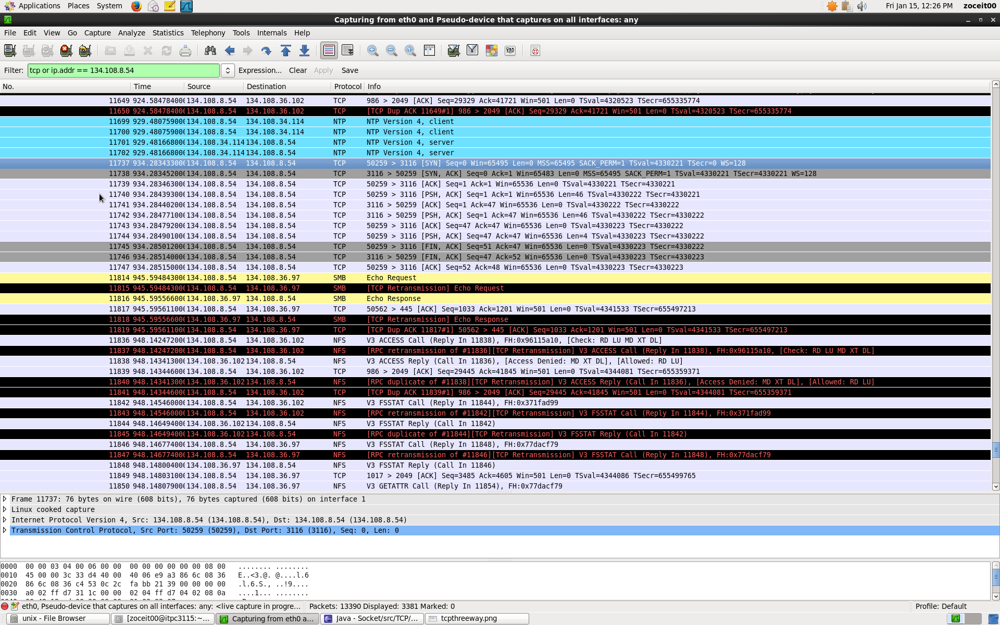 Applications Places System Fri Jan 15, 12:26 PM zoceit00
Capturing from eth0 and Pseudo-device that captures on all interfaces: any
File Edit View Go Capture Analyze Statistics Telephony Tools Internals Help
Filter: tcp or ip.addr == 134.108.8.54 Expression... Clear Apply Save
No. Time Source Destination Protocol Info
11649 924.584784000 134.108.8.54 134.108.36.102 TCP 986 > 2049 [ACK] Seq=29329 Ack=41721 Win=501 Len=0 TSval=4320523 TSecr=655335774
11650 924.584784000 134.108.8.54 134.108.36.102 TCP [TCP Dup ACK 11649#1] 986 > 2049 [ACK] Seq=29329 Ack=41721 Win=501 Len=0 TSval=4320523 TSecr=655335774
11699 929.480759000 134.108.8.54 134.108.34.114 NTP NTP Version 4, client
11700 929.480759000 134.108.8.54 134.108.34.114 NTP NTP Version 4, client
11701 929.481668000 134.108.34.114 134.108.8.54 NTP NTP Version 4, server
11702 929.481668000 134.108.34.114 134.108.8.54 NTP NTP Version 4, server
11737 934.283433000 134.108.8.54 134.108.8.54 TCP 50259 > 3116 [SYN] Seq=0 Win=65495 Len=0 MSS=65495 SACK_PERM=1 TSval=4330221 TSecr=0 WS=128
11738 934.283452000 134.108.8.54 134.108.8.54 TCP 3116 > 50259 [SYN, ACK] Seq=0 Ack=1 Win=65483 Len=0 MSS=65495 SACK_PERM=1 TSval=4330221 TSecr=4330221 WS=128
11739 934.283463000 134.108.8.54 134.108.8.54 TCP 50259 > 3116 [ACK] Seq=1 Ack=1 Win=65536 Len=0 TSval=4330221 TSecr=4330221
11740 934.284393000 134.108.8.54 134.108.8.54 TCP 50259 > 3116 [PSH, ACK] Seq=1 Ack=1 Win=65536 Len=46 TSval=4330222 TSecr=4330221
11741 934.284402000 134.108.8.54 134.108.8.54 TCP 3116 > 50259 [ACK] Seq=1 Ack=47 Win=65536 Len=0 TSval=4330222 TSecr=4330222
11742 934.284771000 134.108.8.54 134.108.8.54 TCP 3116 > 50259 [PSH, ACK] Seq=1 Ack=47 Win=65536 Len=46 TSval=4330222 TSecr=4330222
11743 934.284792000 134.108.8.54 134.108.8.54 TCP 50259 > 3116 [ACK] Seq=47 Ack=47 Win=65536 Len=0 TSval=4330223 TSecr=4330222
11744 934.284901000 134.108.8.54 134.108.8.54 TCP 50259 > 3116 [PSH, ACK] Seq=47 Ack=47 Win=65536 Len=4 TSval=4330223 TSecr=4330222
11745 934.285012000 134.108.8.54 134.108.8.54 TCP 50259 > 3116 [FIN, ACK] Seq=51 Ack=47 Win=65536 Len=0 TSval=4330223 TSecr=4330222
11746 934.285140000 134.108.8.54 134.108.8.54 TCP 3116 > 50259 [FIN, ACK] Seq=47 Ack=52 Win=65536 Len=0 TSval=4330223 TSecr=4330223
11747 934.285150000 134.108.8.54 134.108.8.54 TCP 50259 > 3116 [ACK] Seq=52 Ack=48 Win=65536 Len=0 TSval=4330223 TSecr=4330223
11814 945.594843000 134.108.8.54 134.108.36.97 SMB Echo Request
11815 945.594843000 134.108.8.54 134.108.36.97 SMB [TCP Retransmission] Echo Request
11816 945.595566000 134.108.36.97 134.108.8.54 SMB Echo Response
11817 945.595611000 134.108.8.54 134.108.36.97 TCP 50562 > 445 [ACK] Seq=1033 Ack=1201 Win=501 Len=0 TSval=4341533 TSecr=655497213
11818 945.595566000 134.108.36.97 134.108.8.54 SMB [TCP Retransmission] Echo Response
11819 945.595611000 134.108.8.54 134.108.36.97 TCP [TCP Dup ACK 11817#1] 50562 > 445 [ACK] Seq=1033 Ack=1201 Win=501 Len=0 TSval=4341533 TSecr=655497213
11836 948.142472000 134.108.8.54 134.108.36.102 NFS V3 ACCESS Call (Reply In 11838), FH:0x96115a10, [Check: RD LU MD XT DL]
11837 948.142472000 134.108.8.54 134.108.36.102 NFS [RPC retransmission of #11836][TCP Retransmission] V3 ACCESS Call (Reply In 11838), FH:0x96115a10, [Check: RD LU MD XT DL]
11838 948.143413000 134.108.36.102 134.108.8.54 NFS V3 ACCESS Reply (Call In 11836), [Access Denied: MD XT DL], [Allowed: RD LU]
11839 948.143446000 134.108.8.54 134.108.36.102 TCP 986 > 2049 [ACK] Seq=29445 Ack=41845 Win=501 Len=0 TSval=4344081 TSecr=655359371
11840 948.143413000 134.108.36.102 134.108.8.54 NFS [RPC duplicate of #11838][TCP Retransmission] V3 ACCESS Reply (Call In 11836), [Access Denied: MD XT DL], [Allowed: RD LU]
11841 948.143446000 134.108.8.54 134.108.36.102 TCP [TCP Dup ACK 11839#1] 986 > 2049 [ACK] Seq=29445 Ack=41845 Win=501 Len=0 TSval=4344081 TSecr=655359371
11842 948.145460000 134.108.8.54 134.108.36.102 NFS V3 FSSTAT Call (Reply In 11844), FH:0x371fad99
11843 948.145460000 134.108.8.54 134.108.36.102 NFS [RPC retransmission of #11842][TCP Retransmission] V3 FSSTAT Call (Reply In 11844), FH:0x371fad99
11844 948.146494000 134.108.36.102 134.108.8.54 NFS V3 FSSTAT Reply (Call In 11842)
11845 948.146494000 134.108.36.102 134.108.8.54 NFS [RPC duplicate of #11844][TCP Retransmission] V3 FSSTAT Reply (Call In 11842)
11846 948.146774000 134.108.8.54 134.108.36.97 NFS V3 FSSTAT Call (Reply In 11848), FH:0x77dacf79
11847 948.146774000 134.108.8.54 134.108.36.97 NFS [RPC retransmission of #11846][TCP Retransmission] V3 FSSTAT Call (Reply In 11848), FH:0x77dacf79
11848 948.148004000 134.108.36.97 134.108.8.54 NFS V3 FSSTAT Reply (Call In 11846)
11849 948.148031000 134.108.8.54 134.108.36.97 TCP 1017 > 2049 [ACK] Seq=3485 Ack=4605 Win=501 Len=0 TSval=4344086 TSecr=655499765
11850 948.148079000 134.108.8.54 134.108.36.97 NFS V3 GETATTR Call (Reply In 11854), FH:0x77dacf79
Frame 11737: 76 bytes on wire (608 bits), 76 bytes captured (608 bits) on interface 1
Linux cooked capture
Internet Protocol Version 4, Src: 134.108.8.54 (134.108.8.54), Dst: 134.108.8.54 (134.108.8.54)
Transmission Control Protocol, Src Port: 50259 (50259), Dst Port: 3116 (3116), Seq: 0, Len: 0
0000 00 00 03 04 00 06 00 00 00 00 00 00 00 00 08 00 ........ ........
0010 45 00 00 3c 33 d4 40 00 40 06 e9 a3 86 6c 08 36 E..<3.@. @....l.6
0020 86 6c 08 36 c4 53 0c 2c fa bb 21 39 00 00 00 00 .l.6.S., ..!9....
0030 a0 02 ff d7 31 1c 00 00 02 04 ff d7 04 02 08 0a ....1... ........
eth0, Pseudo-device that captures on all interfaces: any: <live capture in progre... Packets: 13390 Displayed: 3381 Marked: 0 Profile: Default
unix - File Browser [zoceit00@itpc3115:~... Capturing from eth0 a... Java - Socket/src/TCP/... tcpthreeway.png